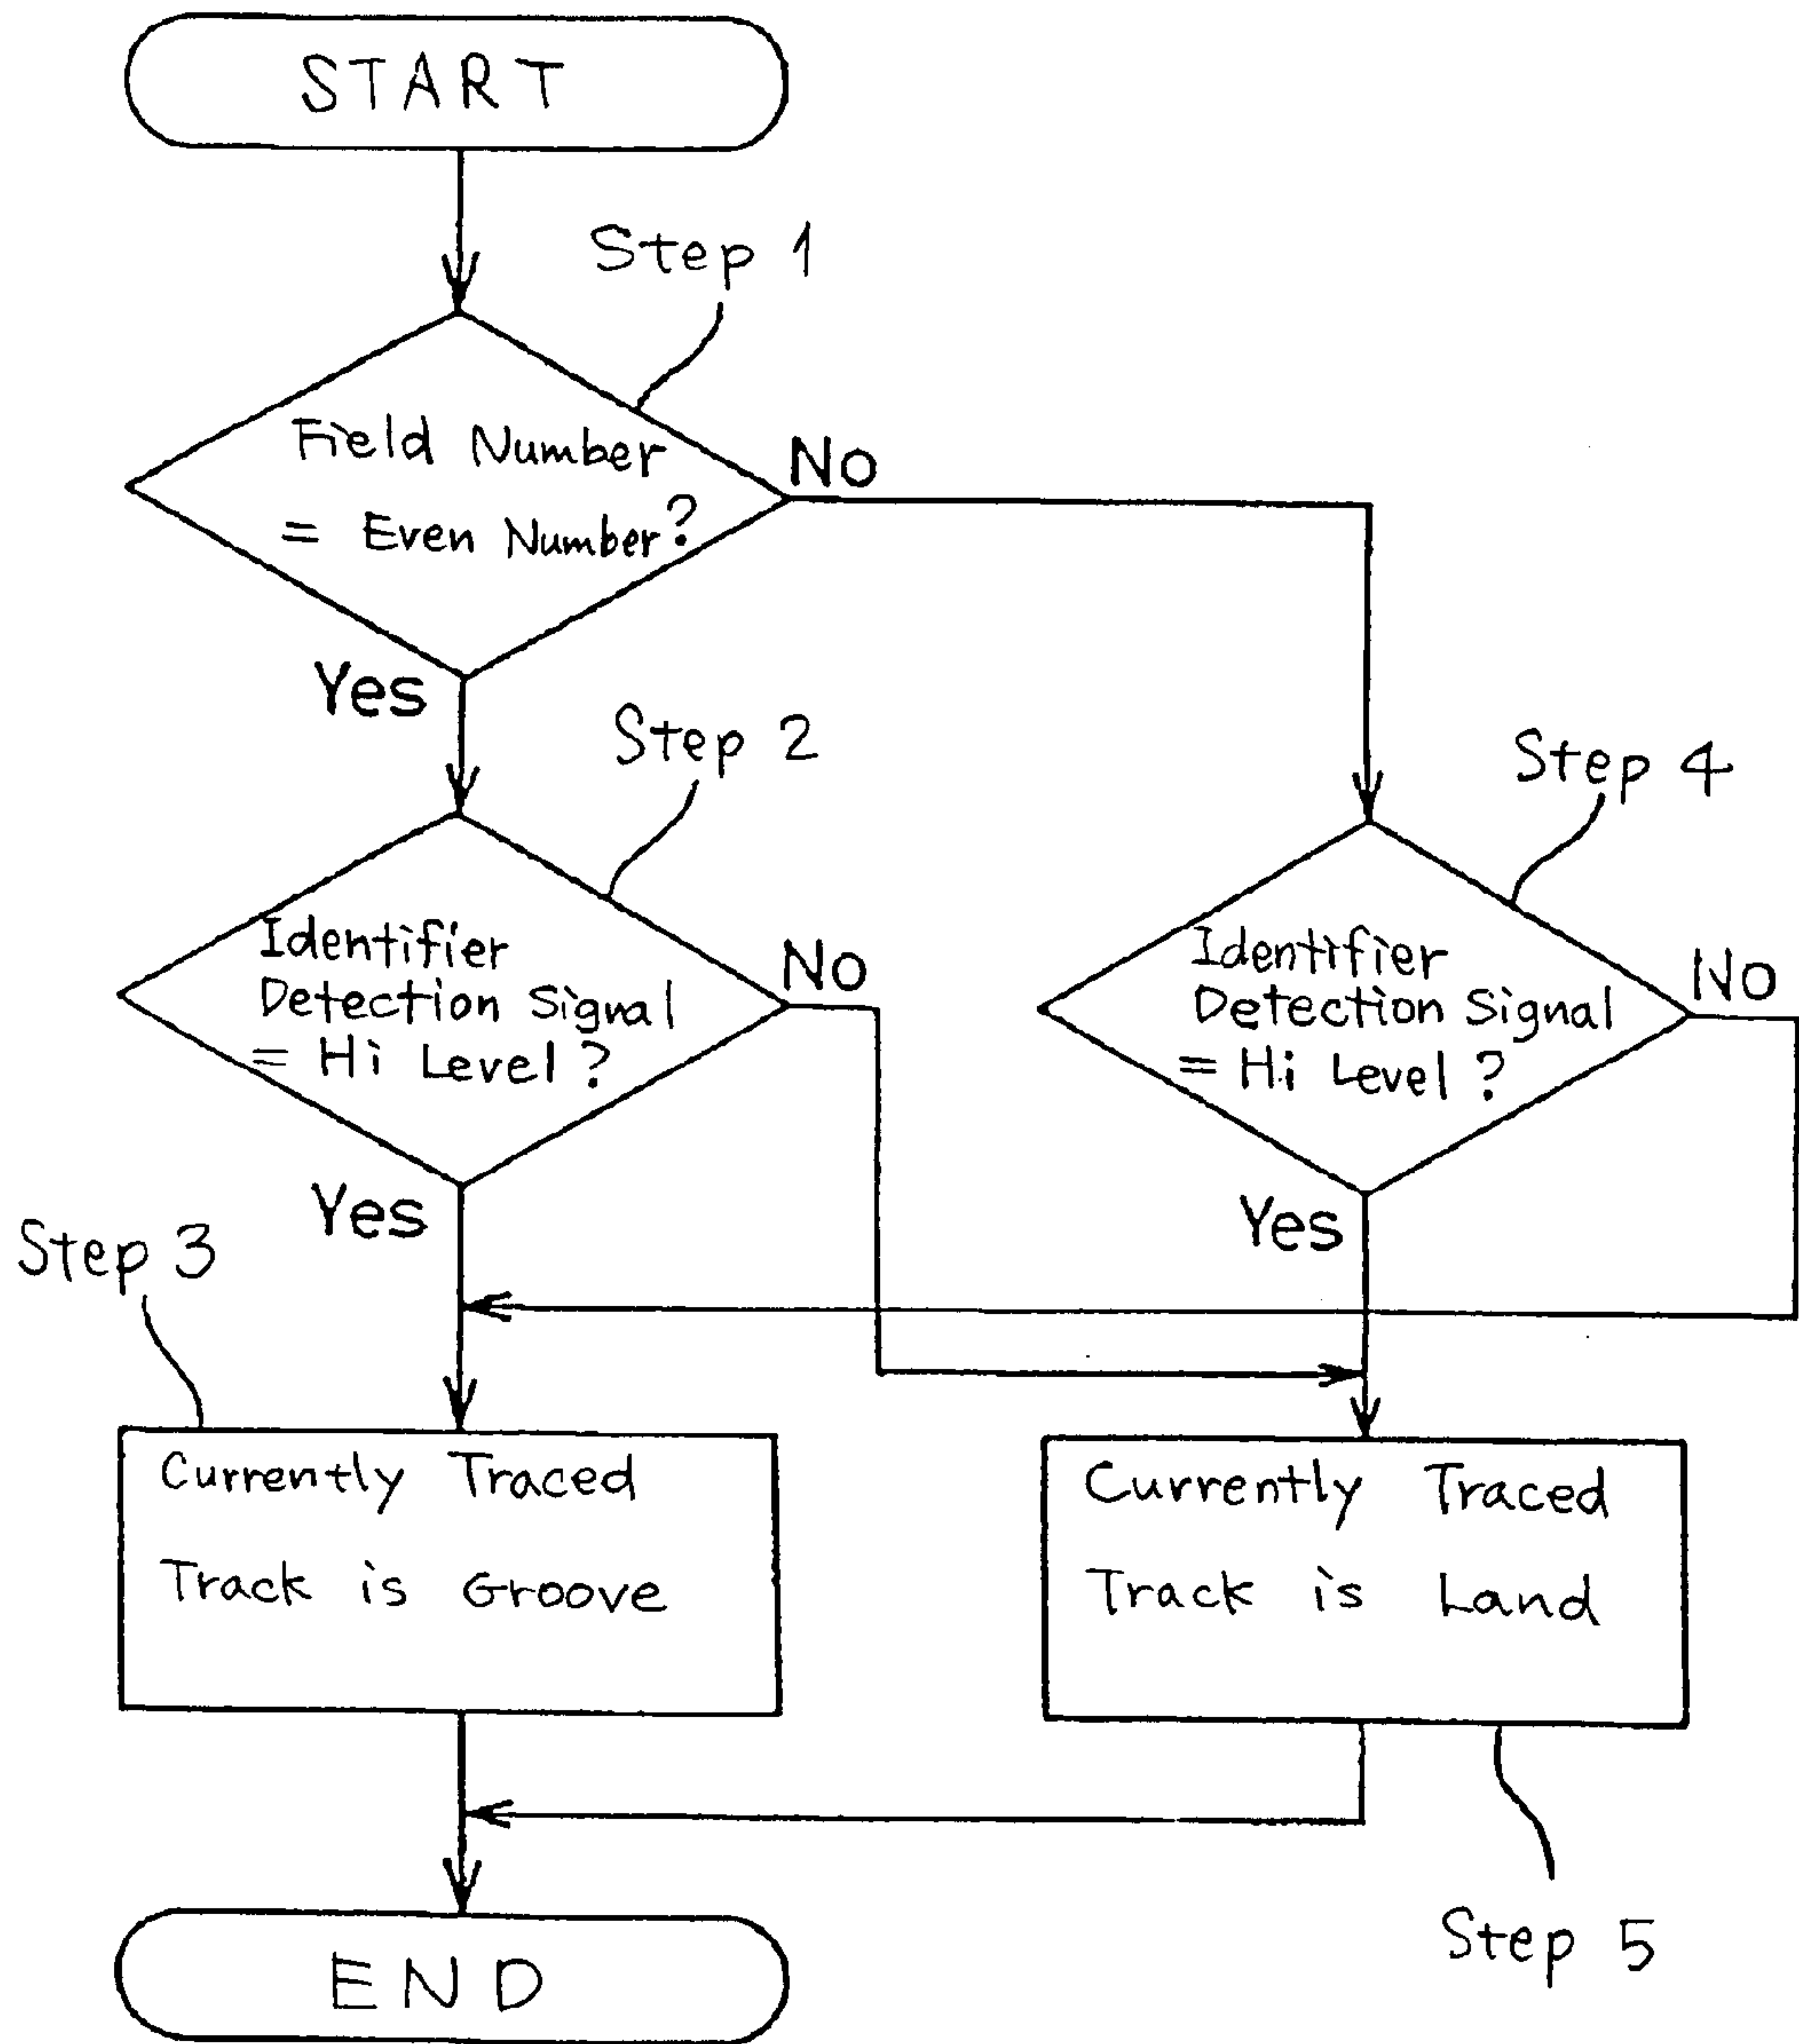 START
Step 1
Field Number
= Even Number?
No
Yes
Step 2
Identifier
Detection Signal
= Hi Level ?
No
Yes
Step 4
Identifier
Detection Signal
= Hi Level ?
No
Yes
Step 3
Currently Traced
Track is Groove
Currently Traced
Track is Land
Step 5
END